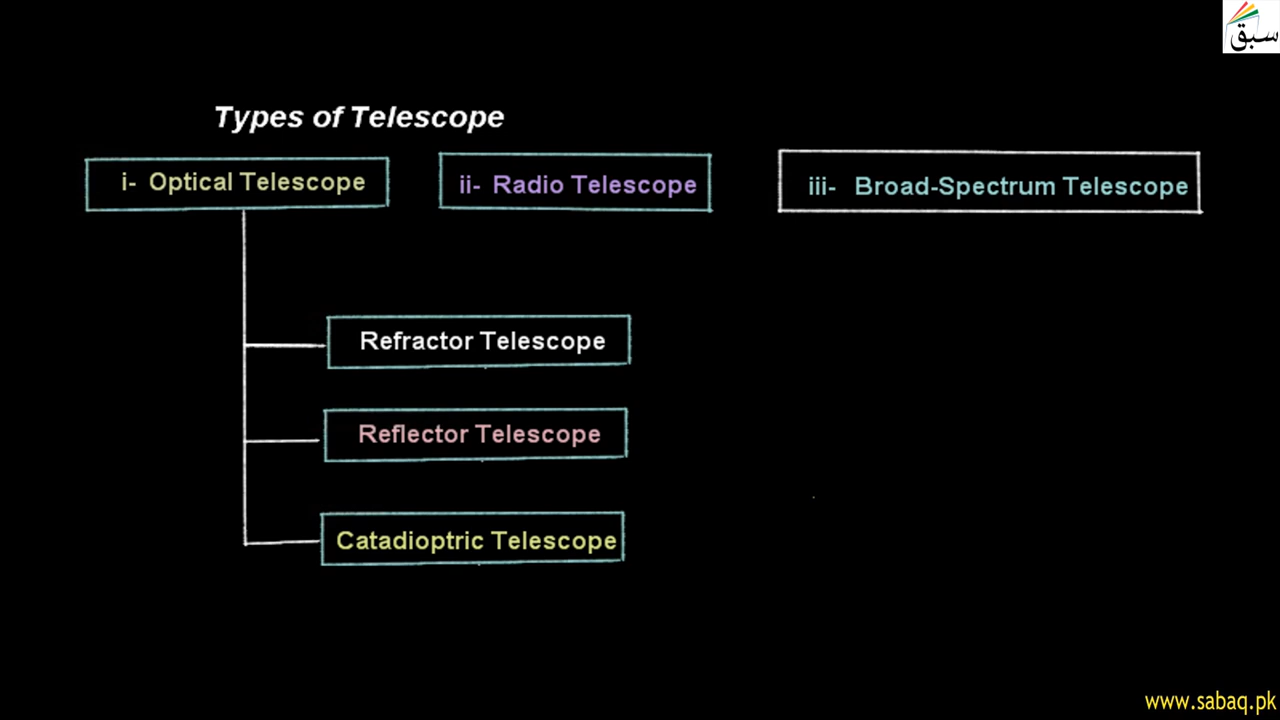 سبق
Types of Telescope
i- Optical Telescope
ii- Radio Telescope
iii- Broad-Spectrum Telescope
Refractor Telescope
Reflector Telescope
Catadioptric Telescope
www.sabaq.pk